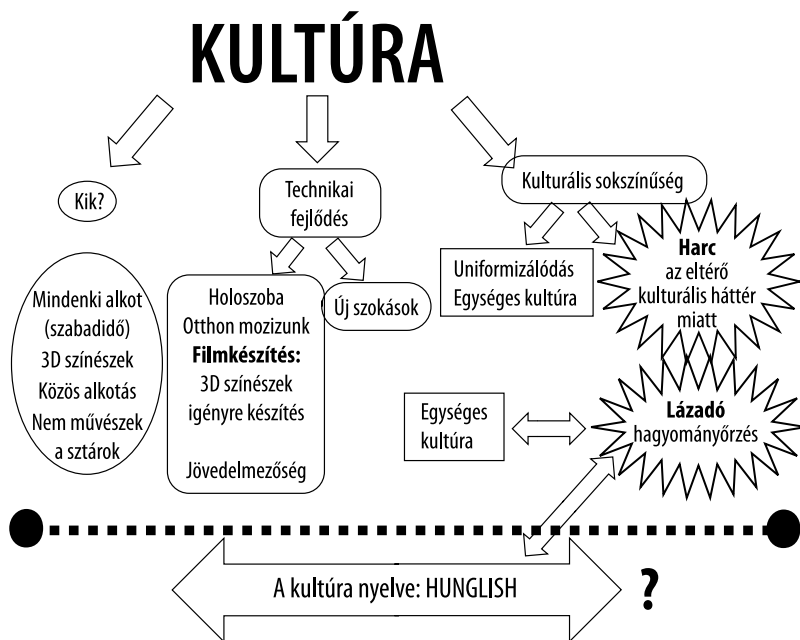 KULTÚRA
Kik?
Mindenki alkot
(szabadidő)
3D színészek
Közös alkotás
Nem művészek
a sztárok
Technikai
fejlődés
Holoszoba
Otthon mozizunk
Filmkészítés:
3D színészek
igényre készítés
Jövedelmezőség
Új szokások
Kulturális sokszínűség
Uniformizálódás
Egységes kultúra
Harc
az eltérő
kulturális háttér
miatt
Egységes
kultúra
Lázadó
hagyományőrzés
A kultúra nyelve: HUNGLISH
?